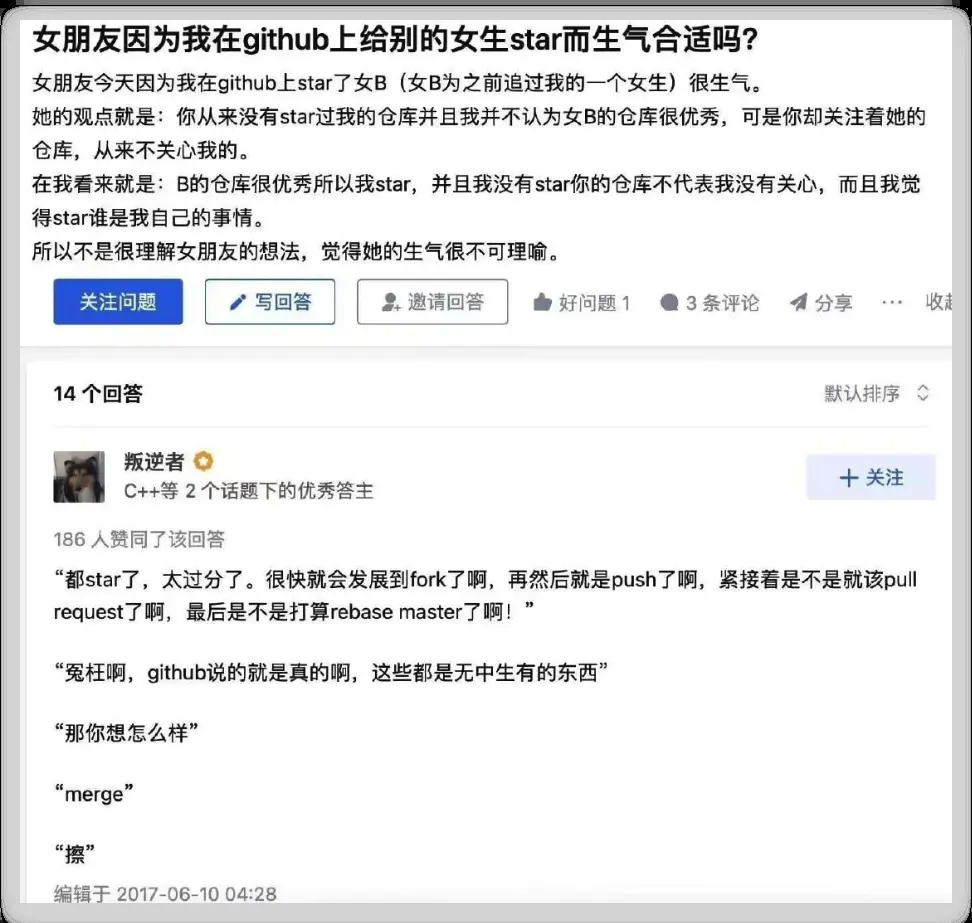 女朋友因为我在github上给别的女生star而生气合适吗?
女朋友今天因为我在github上star了女B（女B为之前追过我的一个女生）很生气。
她的观点就是：你从来没有star过我的仓库并且我并不认为女B的仓库很优秀，可是你却关注着她的
仓库，从来不关心我的。
在我看来就是：B的仓库很优秀所以我star，并且我没有star你的仓库不代表我没有关心，而且我觉
得star谁是我自己的事情。
所以不是很理解女朋友的想法，觉得她的生气很不可理喻。
关注问题 写回答 邀请回答 好问题 1 3 条评论 分享 ··· 收起
14 个回答 默认排序
叛逆者
C++等 2 个话题下的优秀答主
+ 关注
186 人赞同了该回答
“都star了，太过分了。很快就会发展到fork了啊，再然后就是push了啊，紧接着是不是就该pull
request了啊，最后是不是打算rebase master了啊！”
“冤枉啊，github说的就是真的啊，这些都是无中生有的东西”
“那你想怎么样”
“merge”
“擦”
编辑于 2017-06-10 04:28